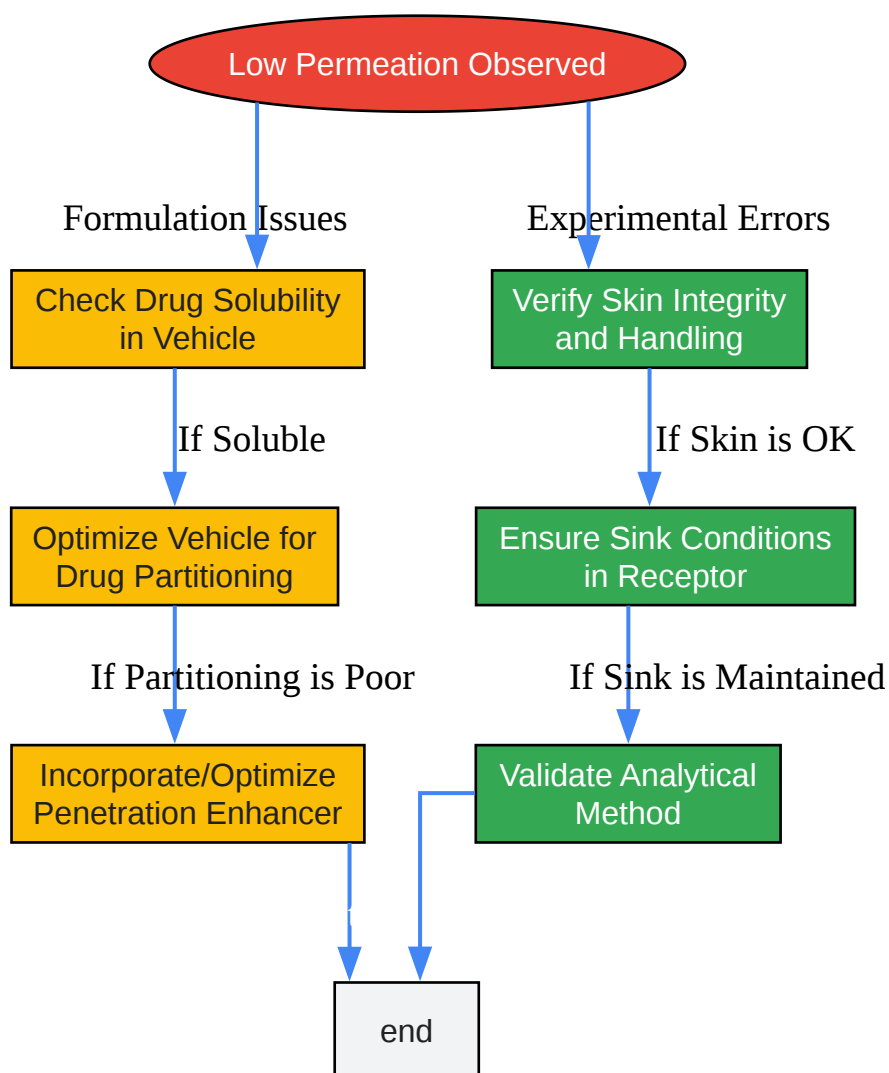 Low Permeation Observed
Formulation Issues
Experimental Errors
Check Drug Solubility
in Vehicle
Verify Skin Integrity
and Handling
If Soluble
If Skin is OK
Optimize Vehicle for
Drug Partitioning
Ensure Sink Conditions
in Receptor
If Partitioning is Poor
If Sink is Maintained
Incorporate/Optimize
Penetration Enhancer
Validate Analytical
Method
end